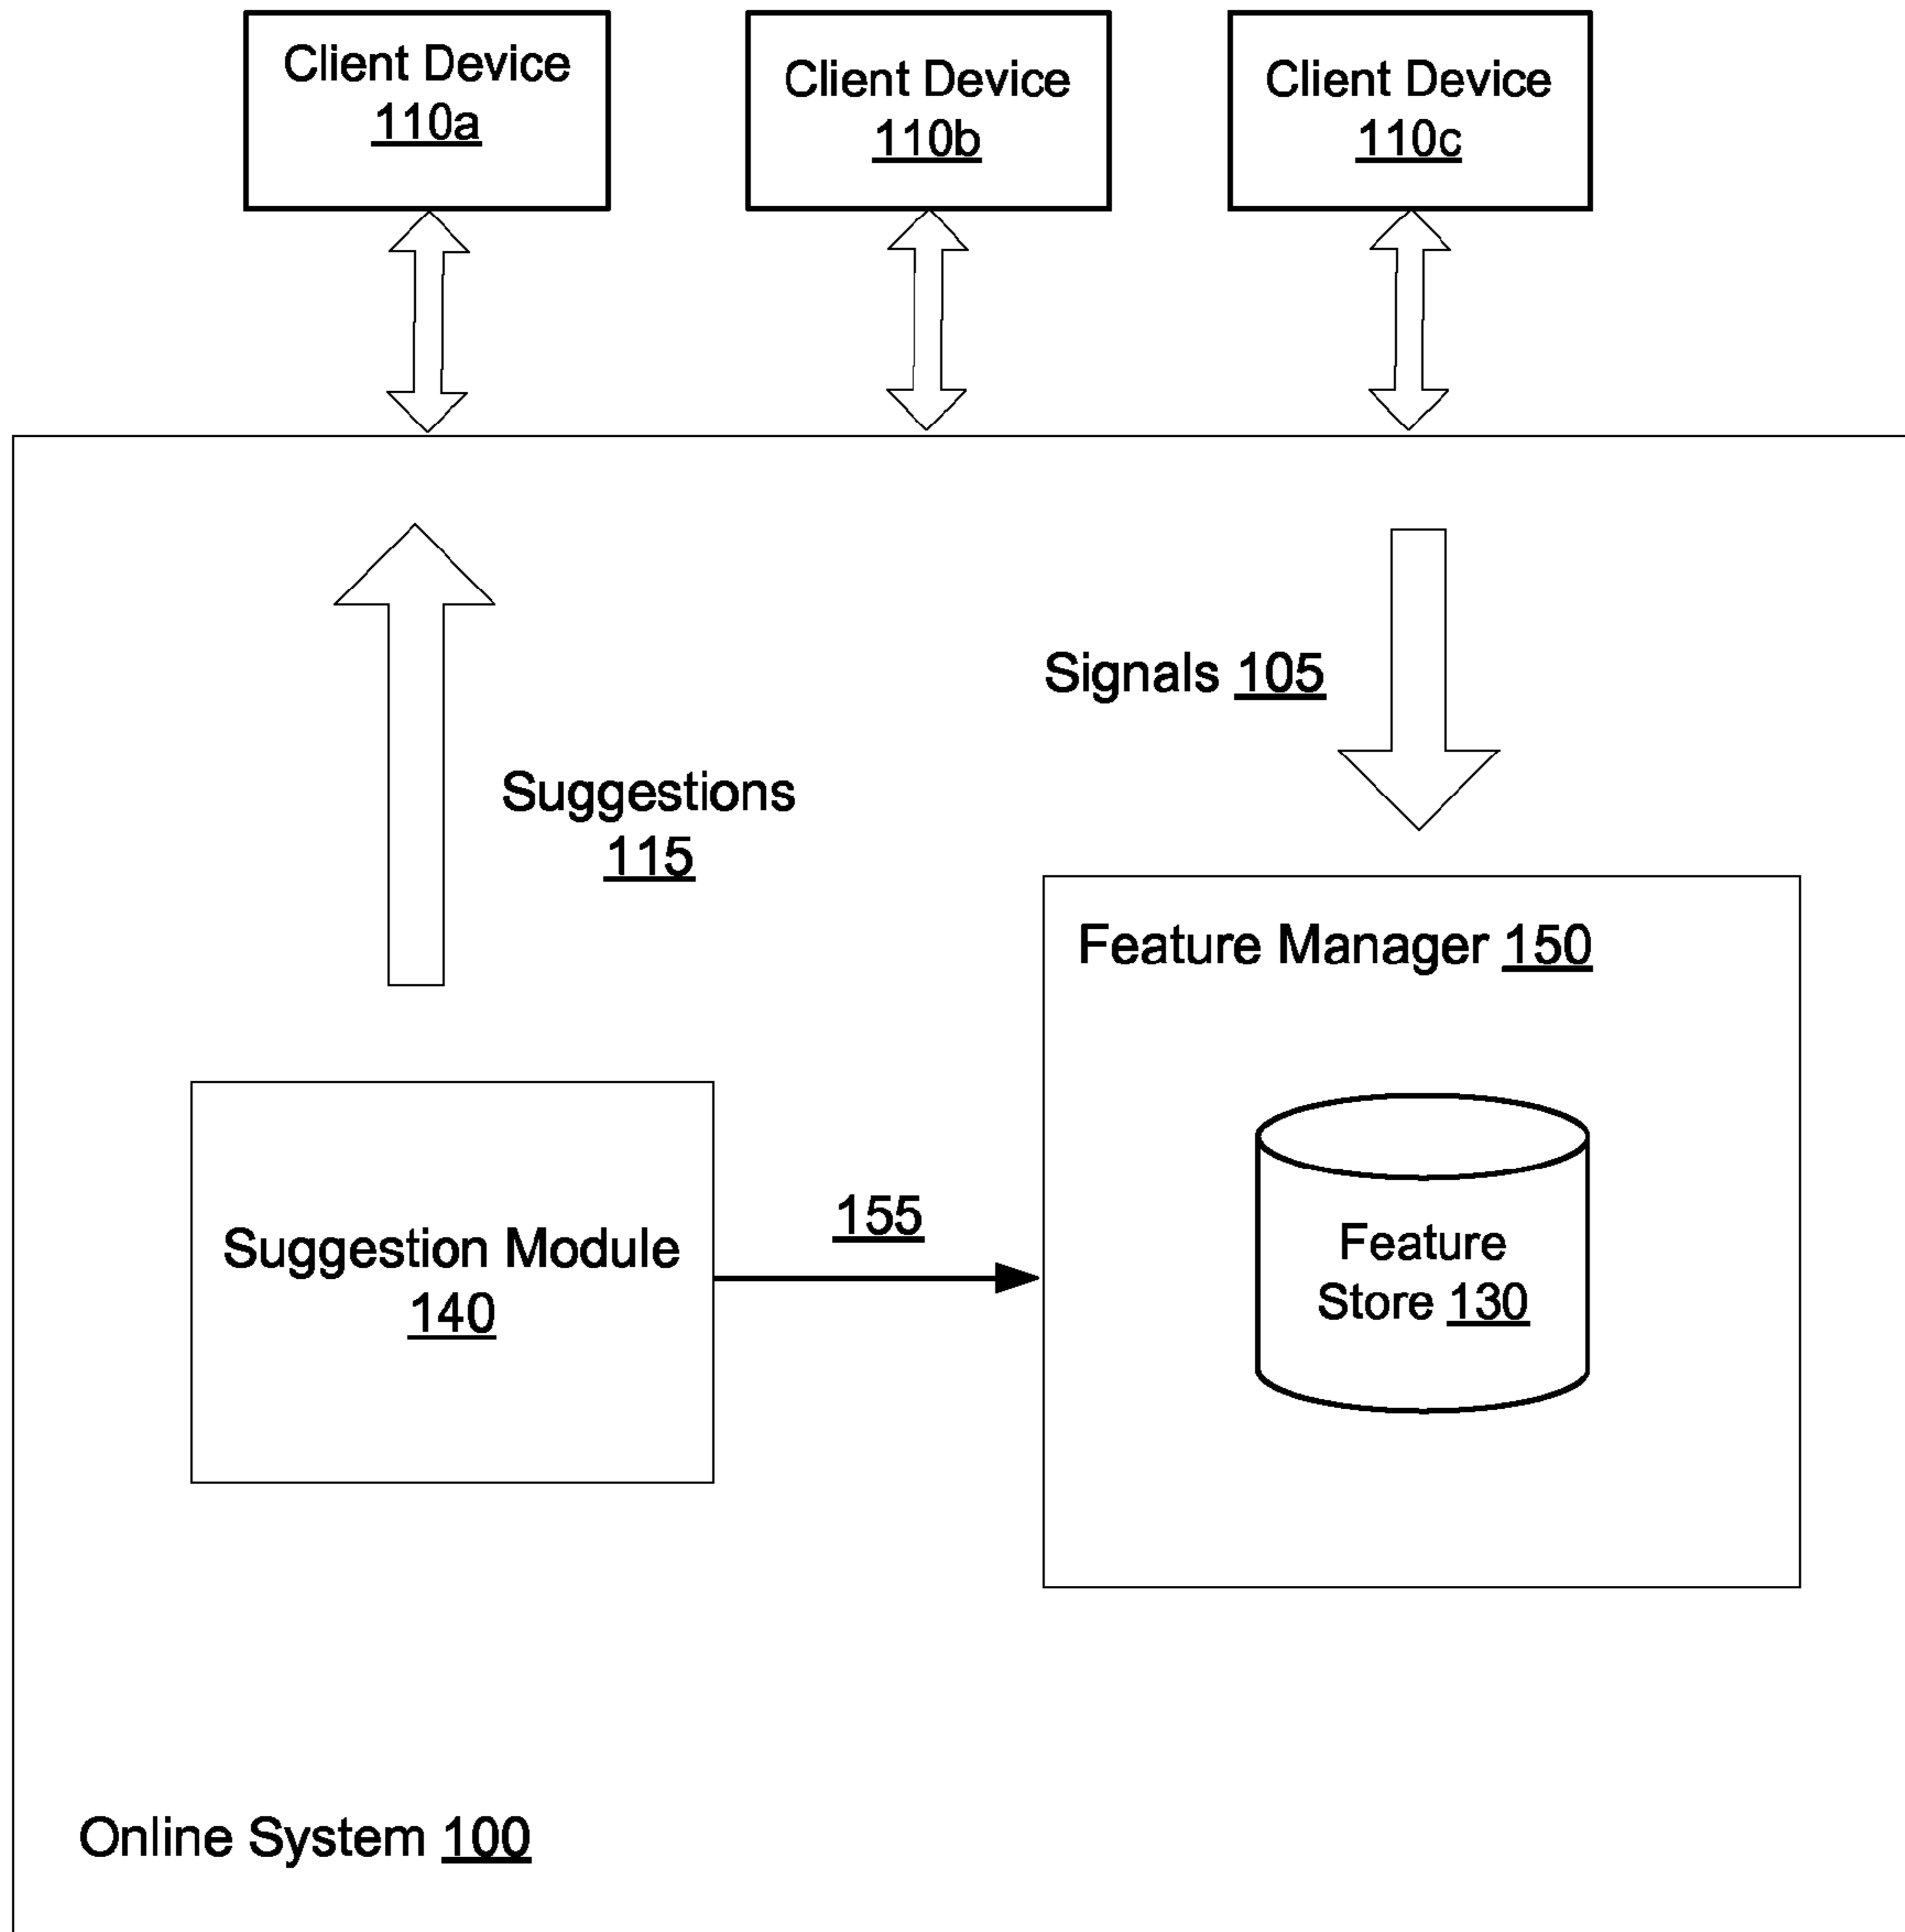 Client Device
110a
Client Device
110b
Client Device
110c
Signals 105
Suggestions
115
Feature Manager 150
Suggestion Module
140
155
Feature
Store 130
Online System 100